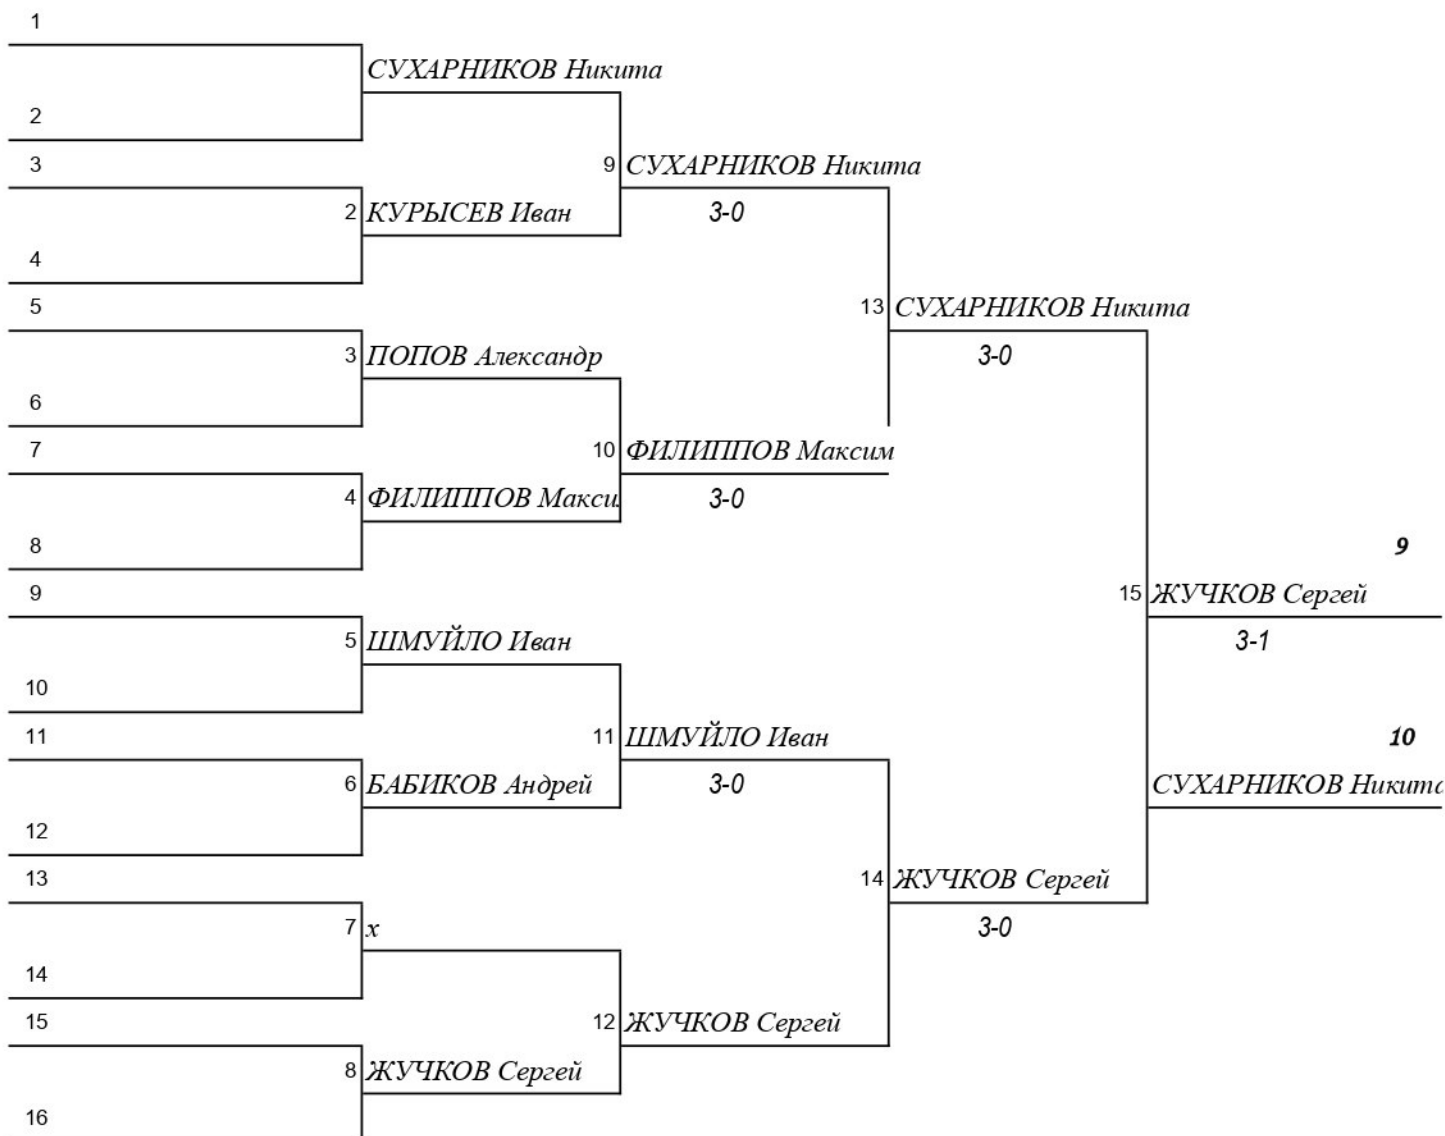 1
СУХАРНИКОВ Никита
2
3
9 СУХАРНИКОВ Никита
2 КУРЫСЕВ Иван
3-0
4
5
13 СУХАРНИКОВ Никита
3 ПОПОВ Александр
3-0
6
7
10 ФИЛИППОВ Максим
4 ФИЛИППОВ Макси
3-0
8
9
9
15 ЖУЧКОВ Сергей
5 ШМУЙЛО Иван
3-1
10
11
11 ШМУЙЛО Иван
10
6 БАБИКОВ Андрей
3-0
СУХАРНИКОВ Никита
12
13
14 ЖУЧКОВ Сергей
7 х
3-0
14
15
12 ЖУЧКОВ Сергей
8 ЖУЧКОВ Сергей
16